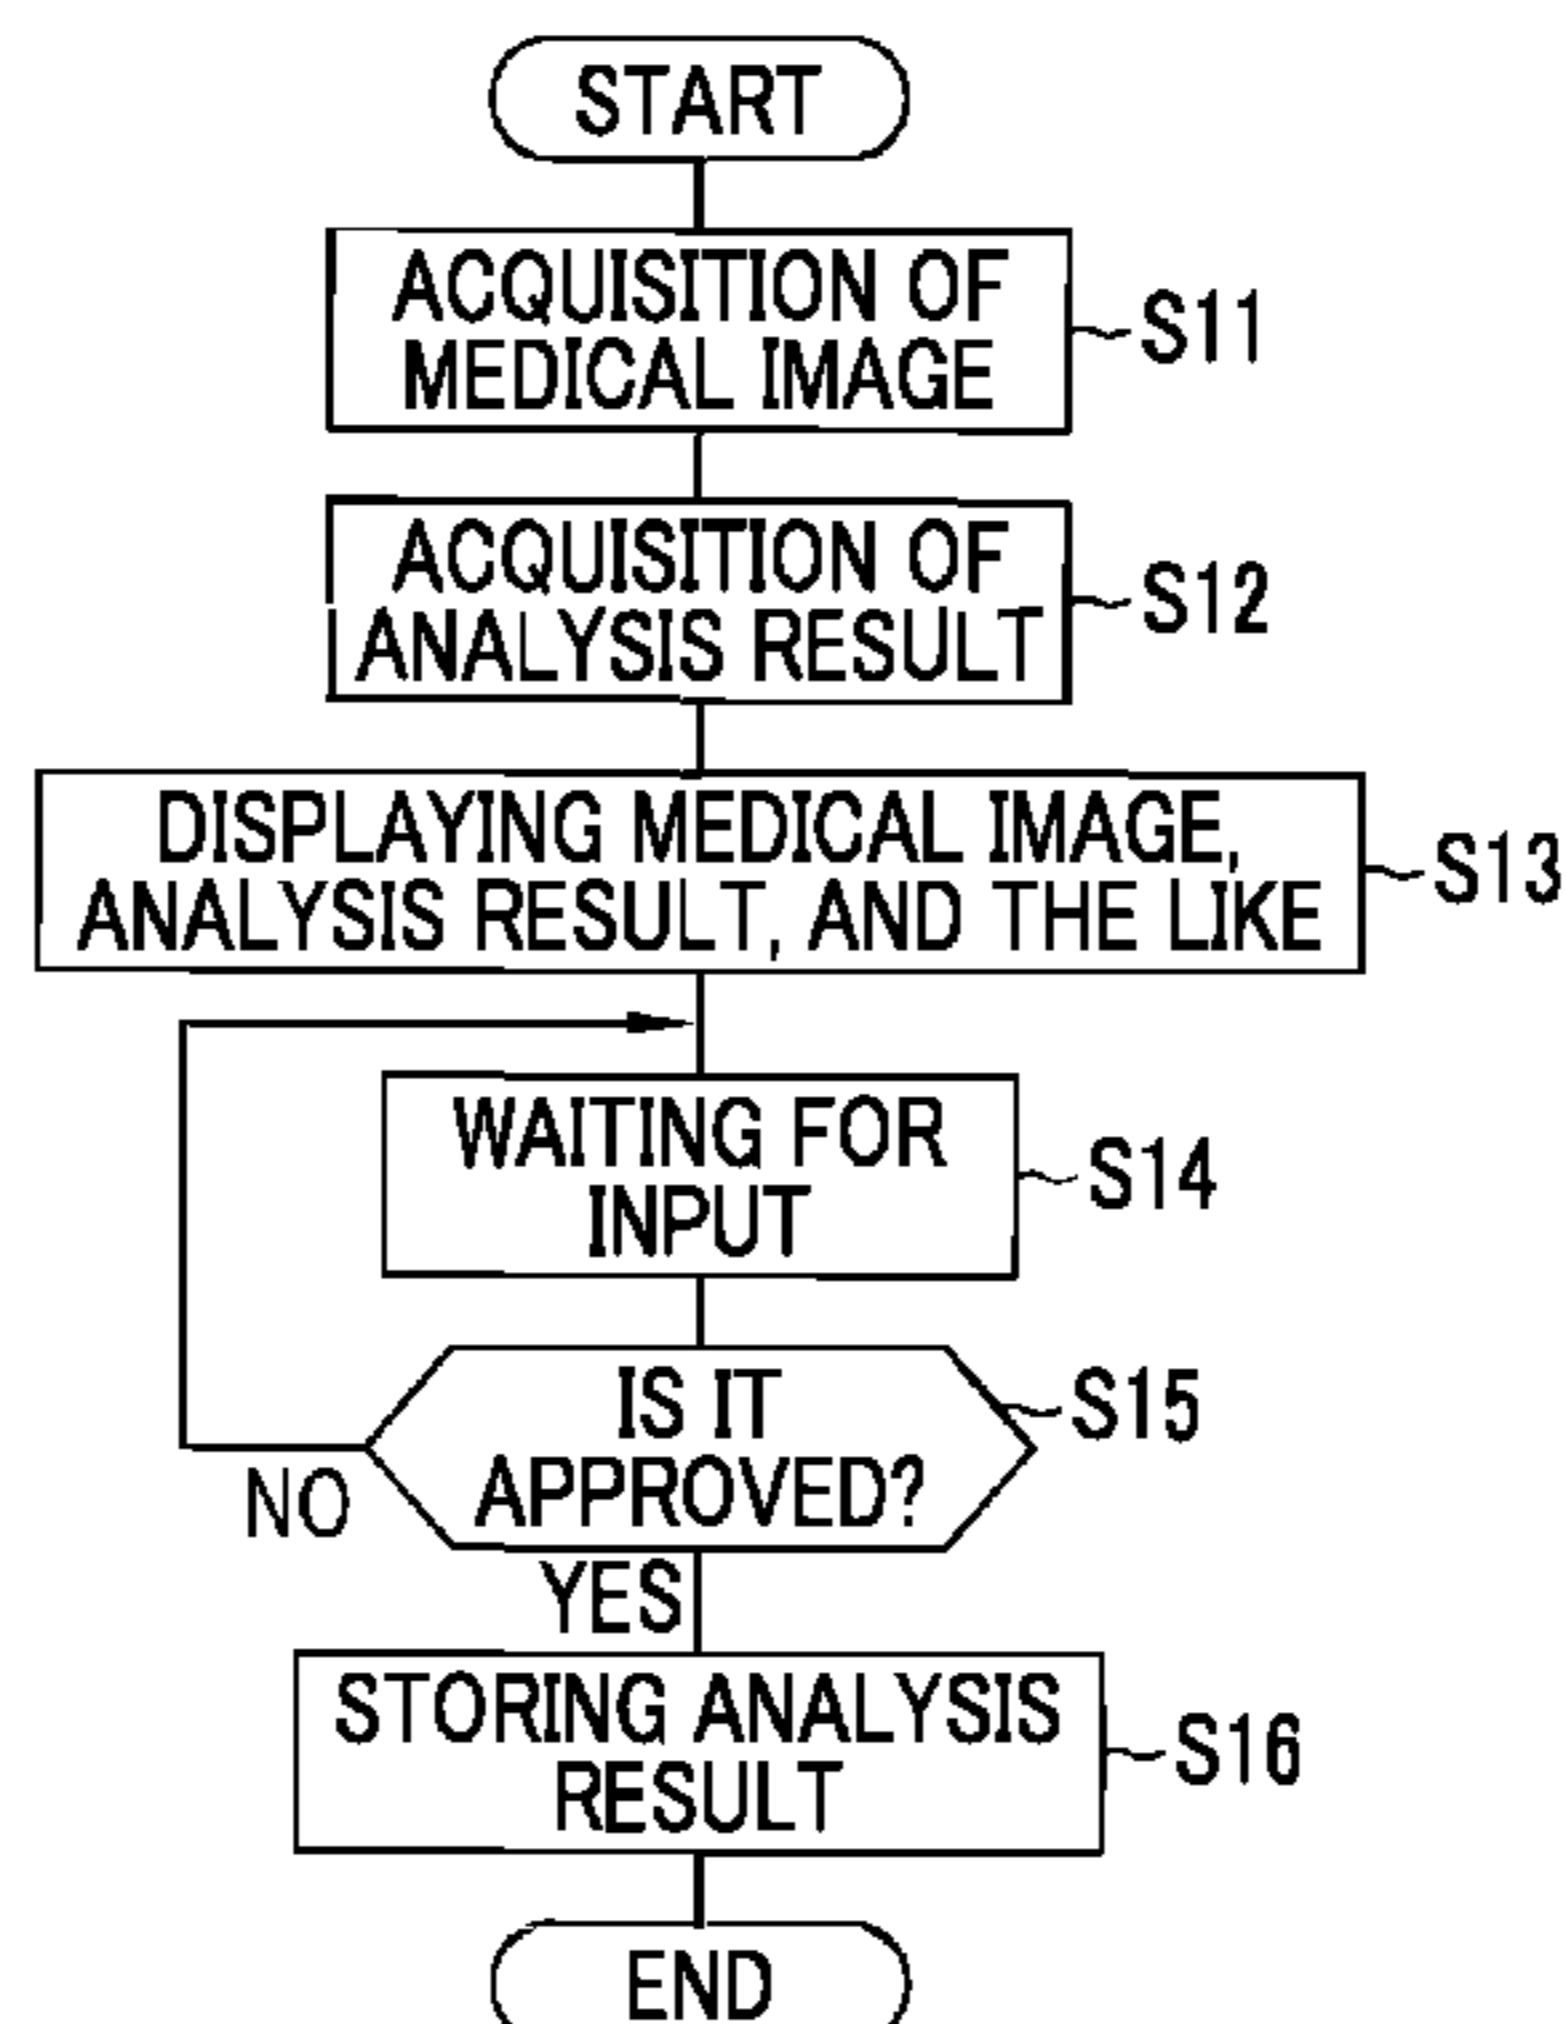 START
ACQUISITION OF
MEDICAL IMAGE
S11
ACQUISITION OF
ANALYSIS RESULT
S12
DISPLAYING MEDICAL IMAGE,
ANALYSIS RESULT, AND THE LIKE
S13
WAITING FOR
INPUT
S14
IS IT
APPROVED?
S15
NO
YES
STORING ANALYSIS
RESULT
S16
END